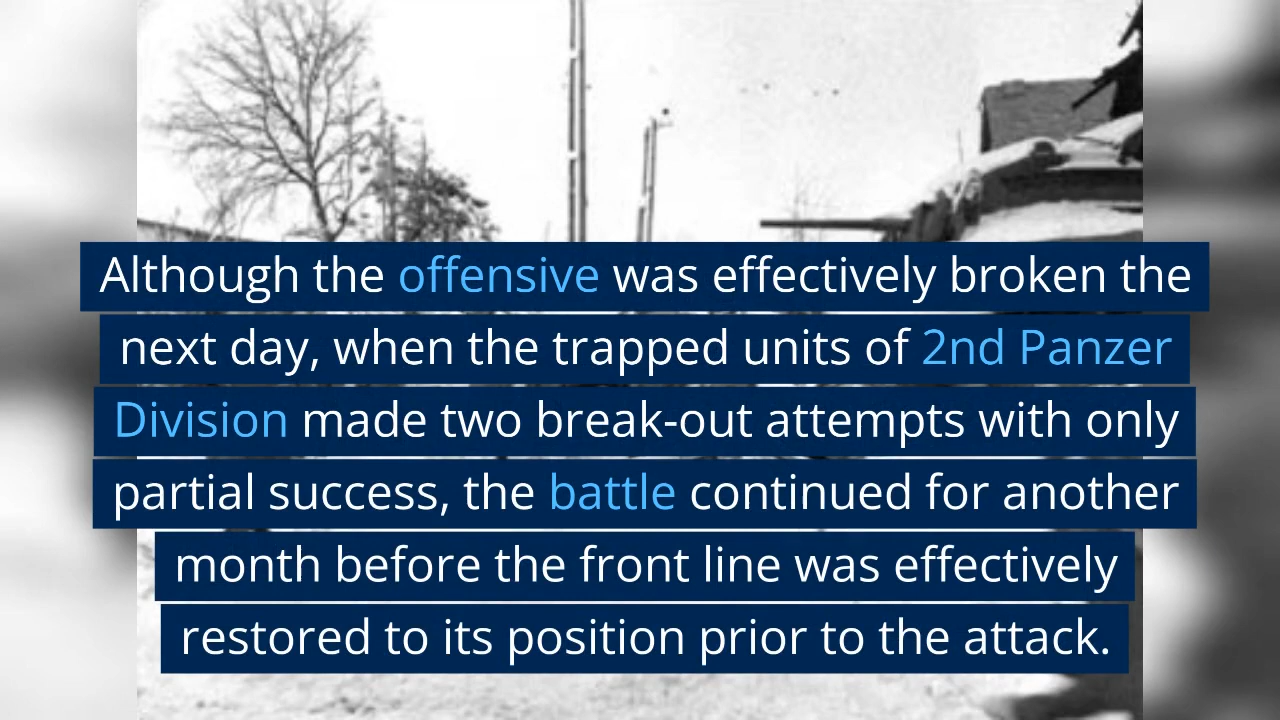 Although the offensive was effectively broken the
next day, when the trapped units of 2nd Panzer
Division made two break-out attempts with only
partial success, the battle continued for another
month before the front line was effectively
restored to its position prior to the attack.